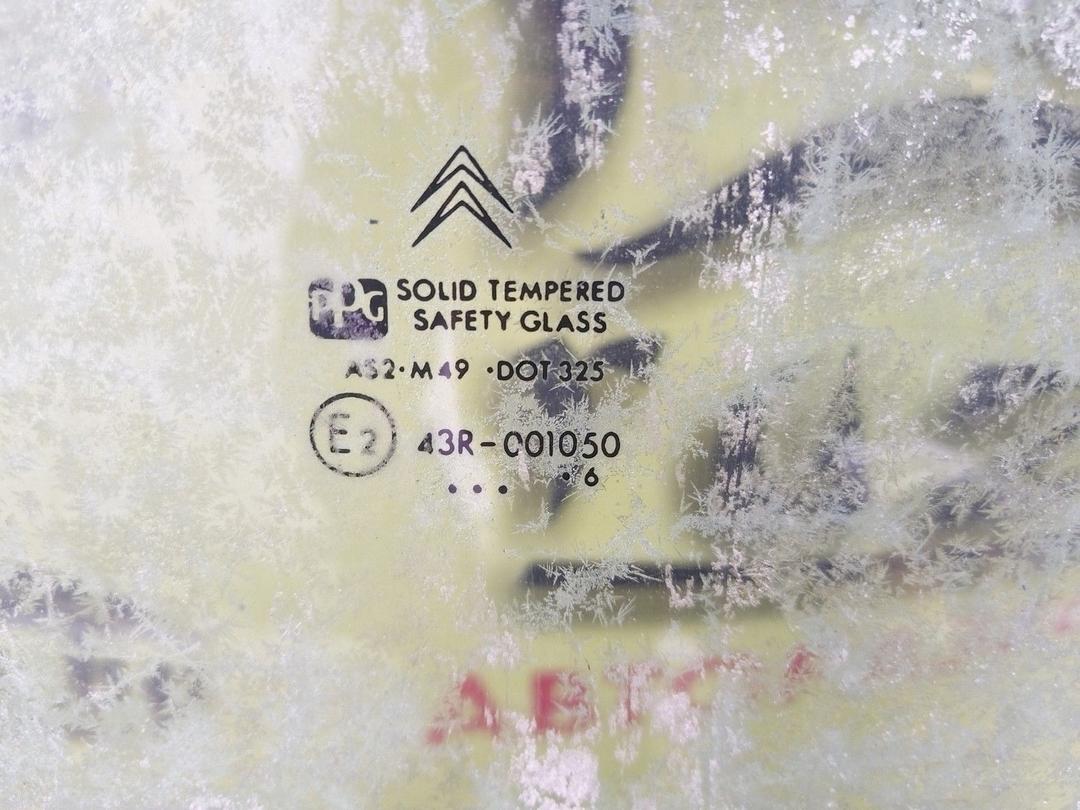 PPG SOLID TEMPERED
SAFETY GLASS
AS2·M49 ·DOT 325
E2 43R-001050
• 6
• • •